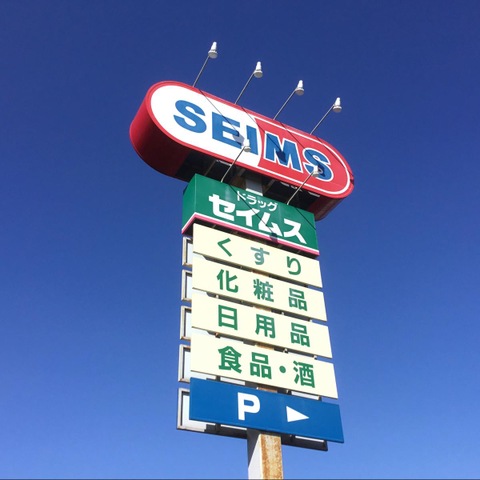 SEIMS
ドラッグ
セイムス
くすり
化粧品
日用品
食品・酒
P